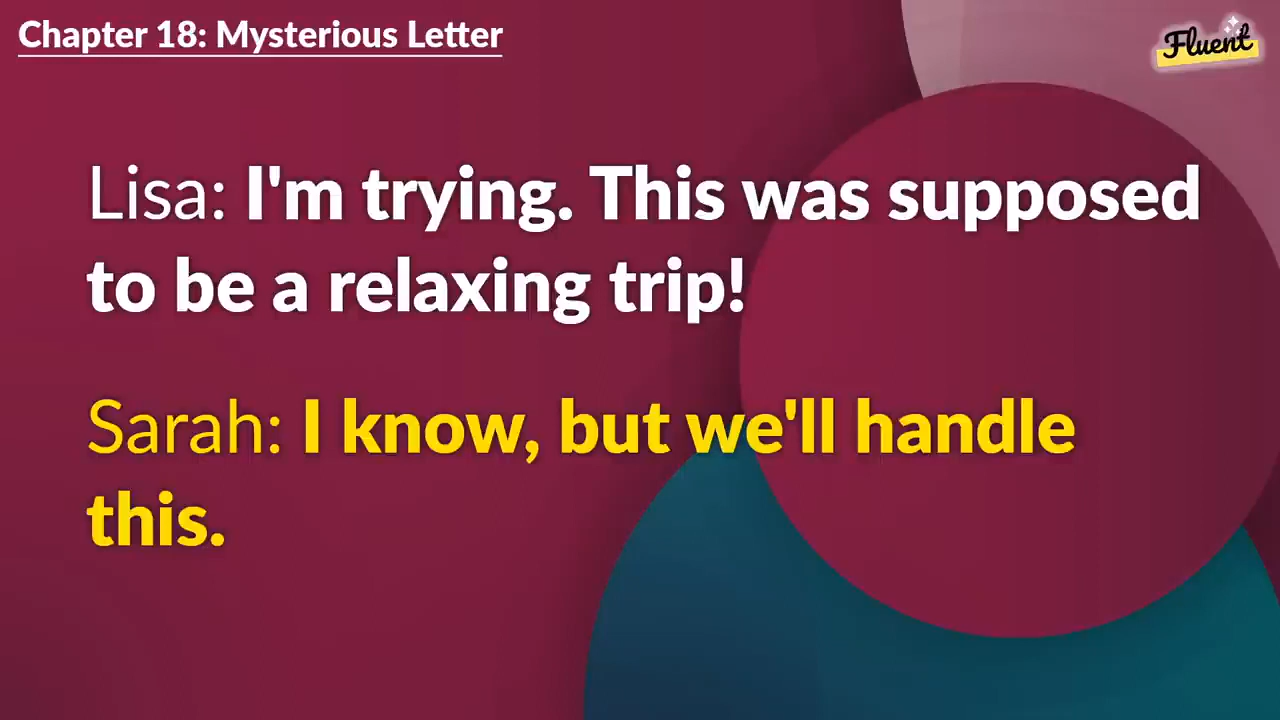 Chapter 18: Mysterious Letter
Fluent
Lisa: I'm trying. This was supposed
to be a relaxing trip!
Sarah: I know, but we'll handle
this.